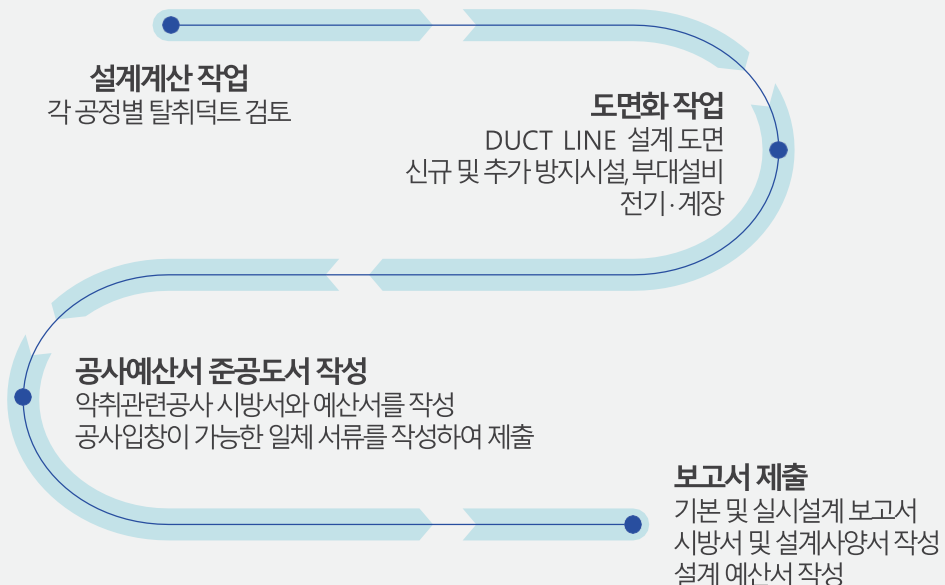 설계계산 작업
각 공정별 탈취덕트 검토
도면화 작업
DUCT LINE 설계 도면
신규 및 추가 방지시설, 부대설비
전기·계장
공사예산서 준공도서 작성
악취관련공사 시방서와 예산서를 작성
공사입창이 가능한 일체 서류를 작성하여 제출
보고서 제출
기본 및 실시설계 보고서
시방서 및 설계사양서 작성
설계 예산서 작성